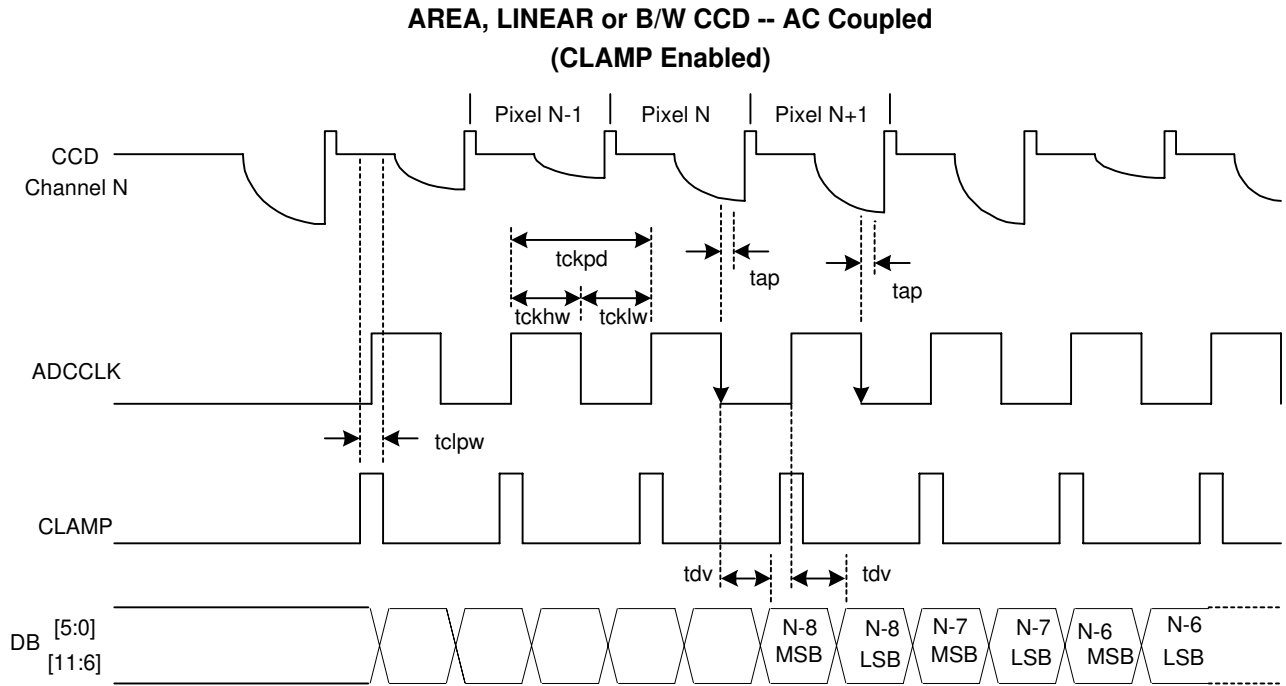 AREA, LINEAR or B/W CCD -- AC Coupled
(CLAMP Enabled)
Pixel N-1
Pixel N
Pixel N+1
CCD
Channel N
tckpd
tap
tap
tckhw
tcklw
ADCCLK
tclpw
CLAMP
tdv
tdv
DB
[5:0]
[11:6]
N-8
MSB
N-8
LSB
N-7
MSB
N-7
LSB
N-6
MSB
N-6
LSB